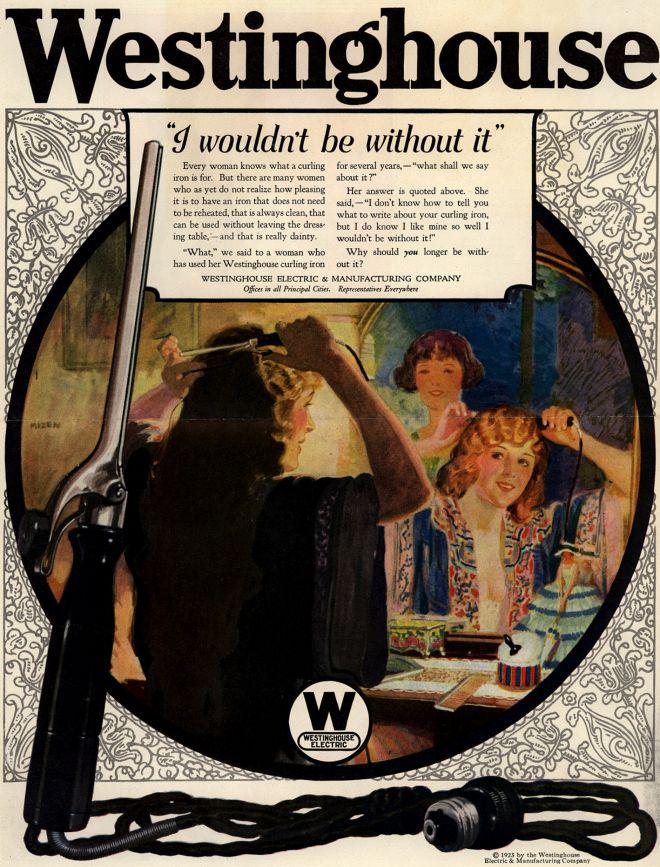 Westinghouse
"I wouldn't be without it"
Every woman knows what a curling
iron is for. But there are many women
who as yet do not realize how pleasing
it is to have an iron that does not need
to be reheated, that is always clean, that
can be used without leaving the dress-
ing table,—and that is really dainty.
"What," we said to a woman who
has used her Westinghouse curling iron
for several years,—"what shall we say
about it?"
Her answer is quoted above. She
said,—"I don't know how to tell you
what to write about your curling iron,
but I do know I like mine so well I
wouldn't be without it!"
Why should you longer be with-
out it?
WESTINGHOUSE ELECTRIC & MANUFACTURING COMPANY
Offices in all Principal Cities. Representatives Everywhere
MIZEN
W
WESTINGHOUSE
ELECTRIC
© 1923 by the Westinghouse
Electric & Manufacturing Company